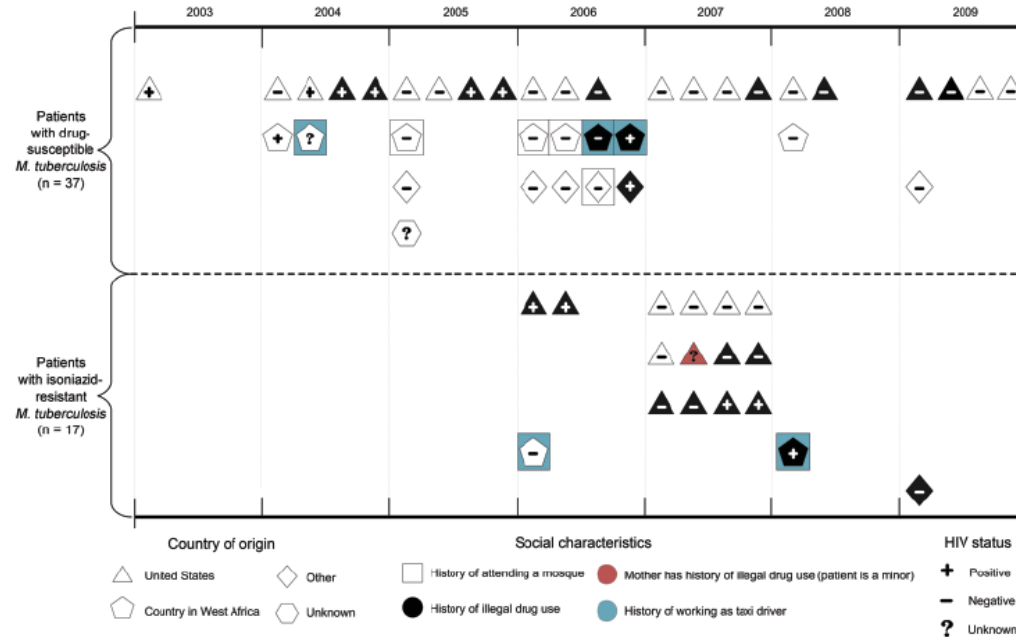 2003 2004 2005 2006 2007 2008 2009
+ - + + + - - + + - - - - - - - - - - - - -
Patients
with drug-
susceptible
M. tuberculosis
(n = 37)
+ ? - - - - + -
- - - - + -
?
Patients
with isoniazid-
resistant
M. tuberculosis
(n = 17)
+ + - - - -
- ? - -
- - + +
- +
-
Country of origin Social characteristics HIV status
United States Other History of attending a mosque Mother has history of illegal drug use (patient is a minor) + Positive
Country in West Africa Unknown History of illegal drug use History of working as taxi driver - Negative
? Unknown